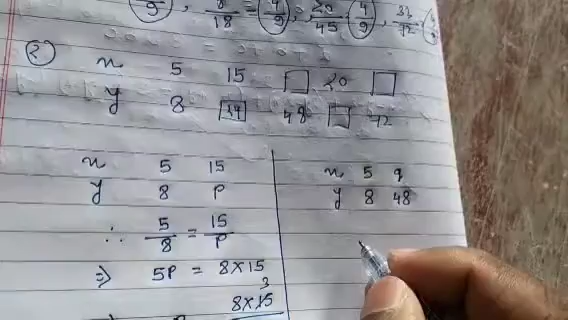 9 , 8/18 = 4/9 , 20/45 4/9 , 32/72
2)
x 5 15 □ 20 □
y 8 24 48 □ 72
x 5 15
y 8 P
∴ 5/8 = 15/P
⇒ 5P = 8×15
3
8×15
x 5 q
y 8 48